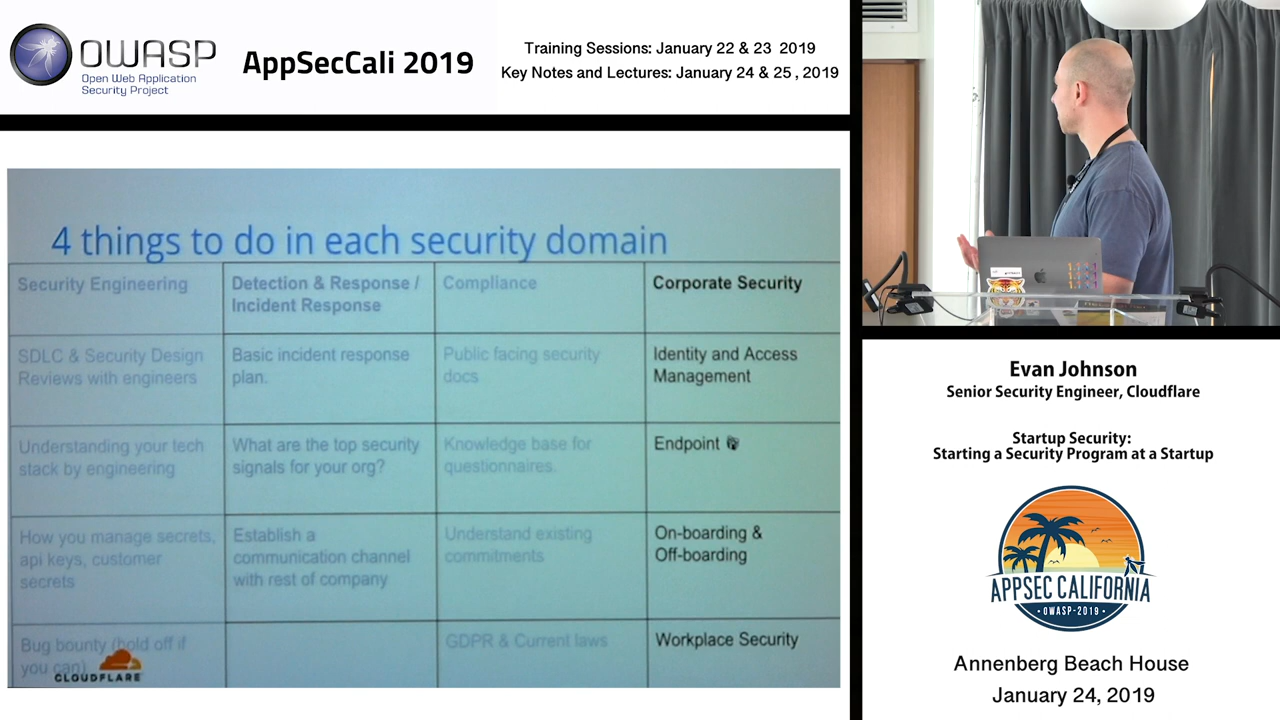 OWASP
Open Web Application
Security Project
AppSecCali 2019
Training Sessions: January 22 & 23 2019
Key Notes and Lectures: January 24 & 25, 2019
4 things to do in each security domain
Security Engineering
Detection & Response /
Incident Response
Compliance
Corporate Security
SDLC & Security Design
Reviews with engineers
Basic incident response
plan.
Public facing security
docs
Identity and Access
Management
Understanding your tech
stack by engineering
What are the top security
signals for your org?
Knowledge base for
questionnaires.
Endpoint
How you manage secrets,
api keys, customer
secrets
Establish a
communication channel
with rest of company
Understand existing
commitments
On-boarding &
Off-boarding
Bug bounty (hold off if
you can)
GDPR & Current laws
Workplace Security
CLOUDFLARE
Evan Johnson
Senior Security Engineer, Cloudflare
Startup Security:
Starting a Security Program at a Startup
APPSEC CALIFORNIA
OWASP-2019
Annenberg Beach House
January 24, 2019